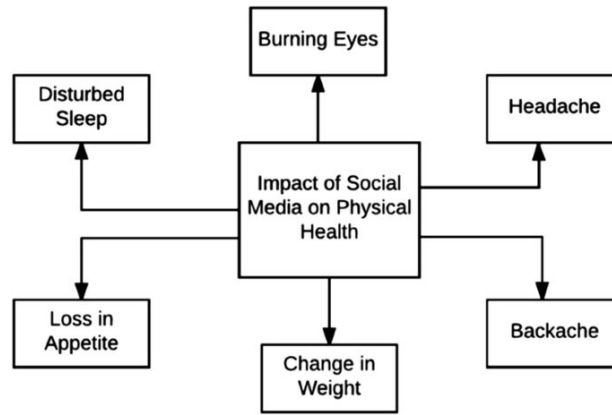 Burning Eyes
Disturbed
Sleep
Headache
Impact of Social
Media on Physical
Health
Loss in
Appetite
Change in
Weight
Backache